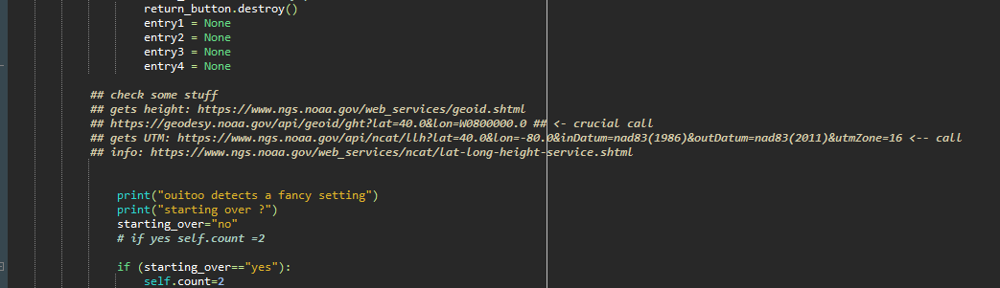 return_button.destroy()
entry1 = None
entry2 = None
entry3 = None
entry4 = None
## check some stuff
## gets height: https://www.ngs.noaa.gov/web_services/geoid.shtml
## https://geodesy.noaa.gov/api/geoid/ght?lat=40.0&lon=W0800000.0 ## <- crucial call
## gets UTM: https://www.ngs.noaa.gov/api/ncat/llh?lat=40.0&lon=-80.0&inDatum=nad83(1986)&outDatum=nad83(2011)&utmZone=16 <-- call
## info: https://www.ngs.noaa.gov/web_services/ncat/lat-long-height-service.shtml
print("ouitoo detects a fancy setting")
print("starting over ?")
starting_over="no"
# if yes self.count =2
if (starting_over=="yes"):
self.count=2